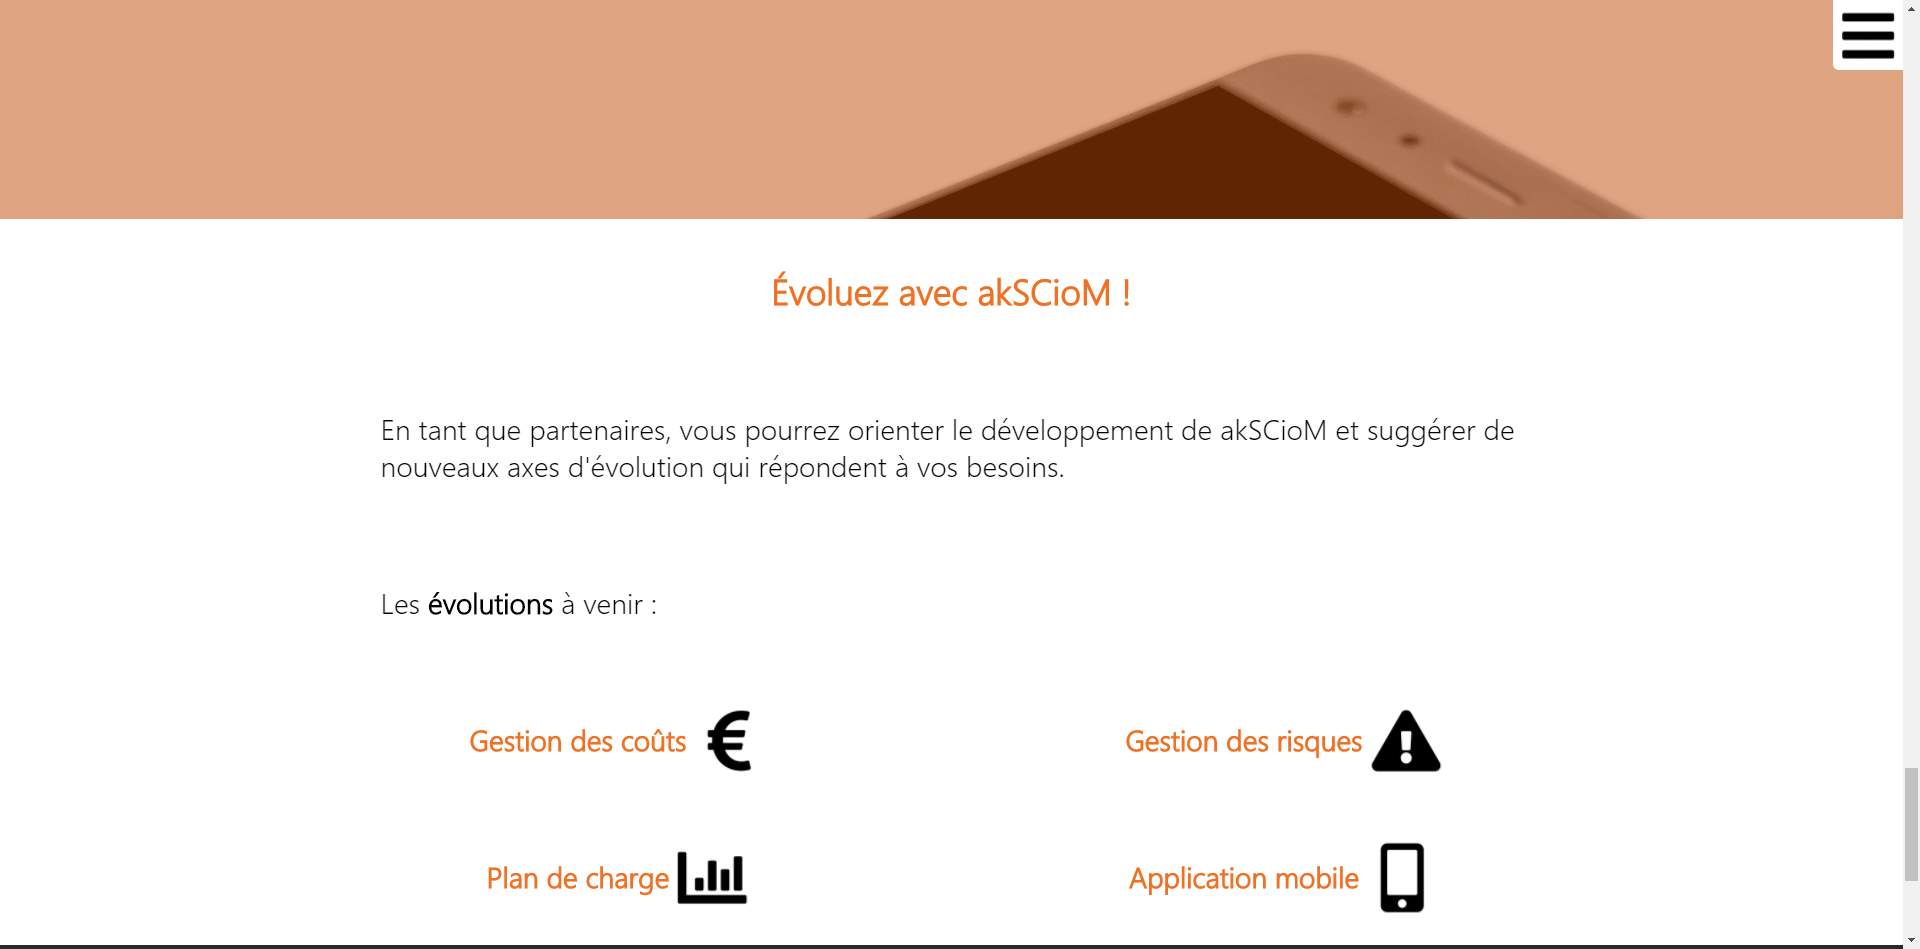 Évoluez avec akSCioM !
En tant que partenaires, vous pourrez orienter le développement de akSCioM et suggérer de
nouveaux axes d'évolution qui répondent à vos besoins.
Les évolutions à venir :
Gestion des coûts
Gestion des risques
Plan de charge
Application mobile